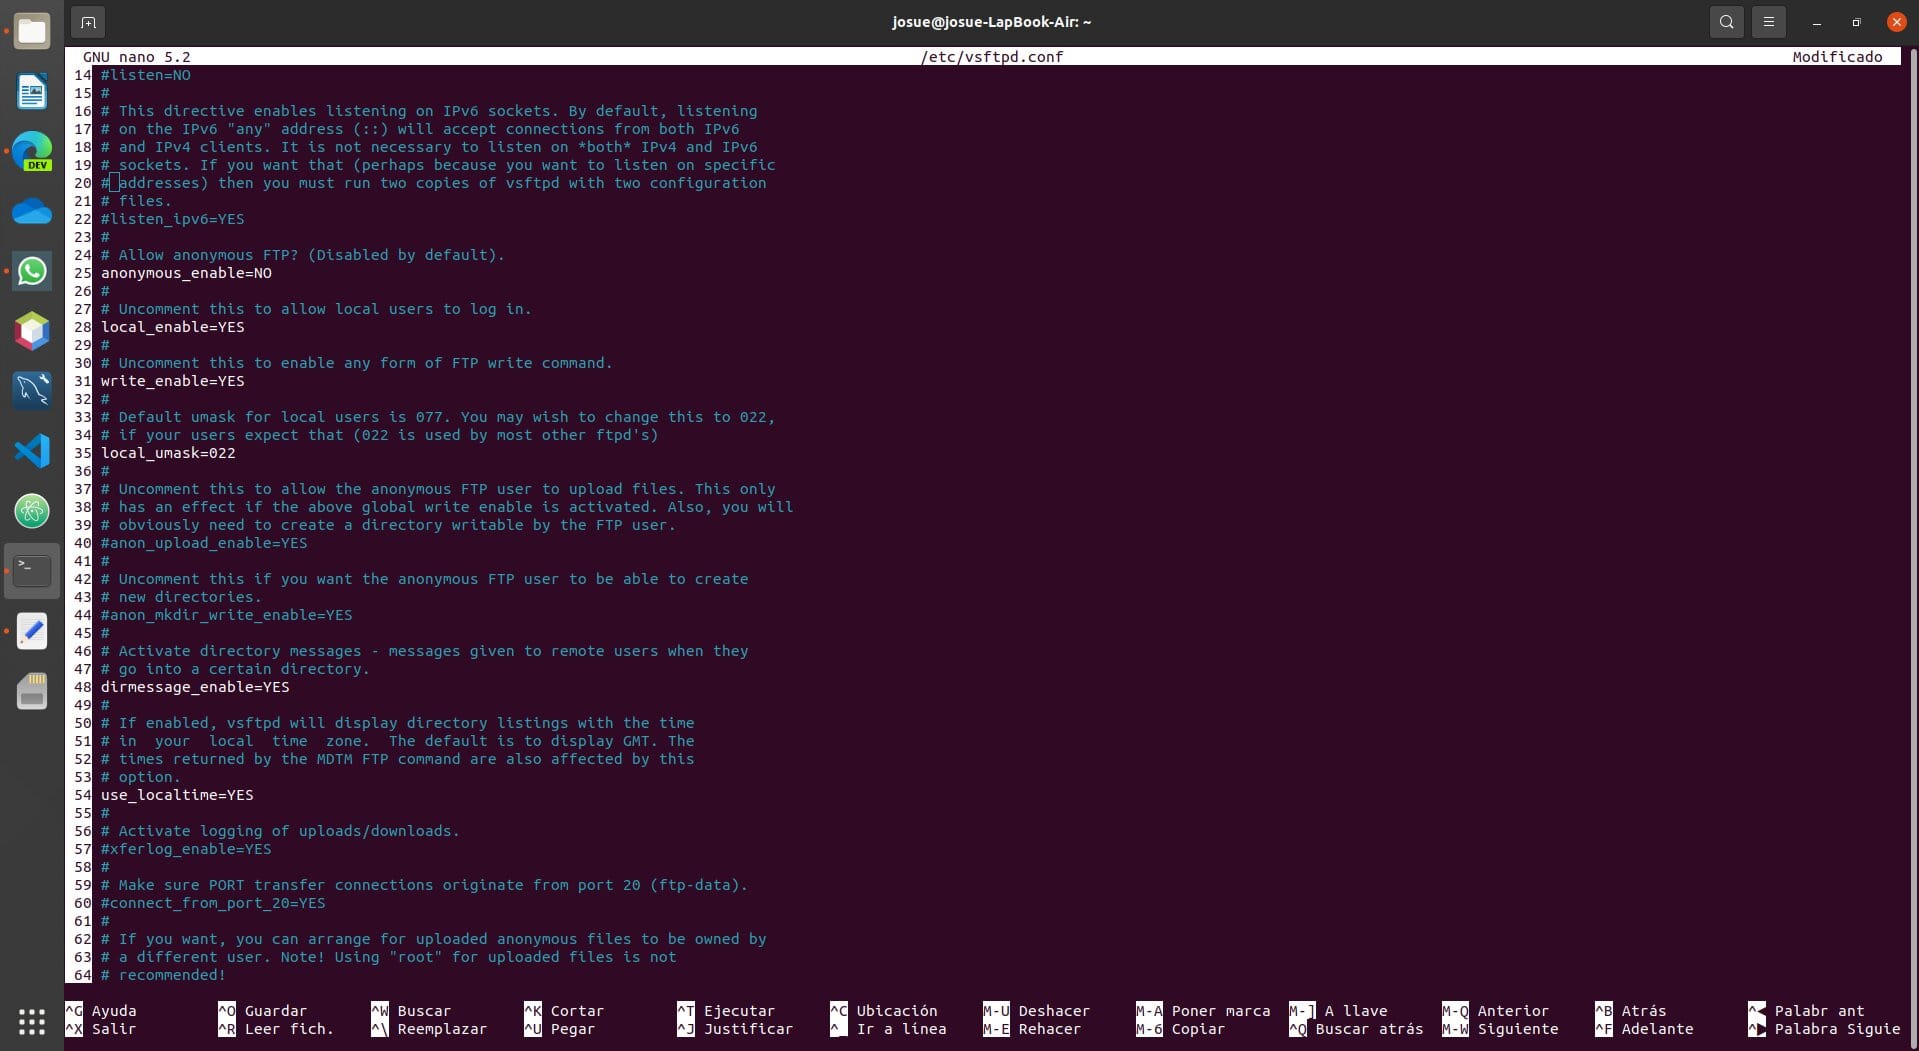 josue@josue-LapBook-Air: ~
GNU nano 5.2 /etc/vsftpd.conf Modificado
14 #listen=NO
15 #
16 # This directive enables listening on IPv6 sockets. By default, listening
17 # on the IPv6 "any" address (::) will accept connections from both IPv6
18 # and IPv4 clients. It is not necessary to listen on *both* IPv4 and IPv6
19 # sockets. If you want that (perhaps because you want to listen on specific
20 # addresses) then you must run two copies of vsftpd with two configuration
21 # files.
22 #listen_ipv6=YES
23 #
24 # Allow anonymous FTP? (Disabled by default).
25 anonymous_enable=NO
26 #
27 # Uncomment this to allow local users to log in.
28 local_enable=YES
29 #
30 # Uncomment this to enable any form of FTP write command.
31 write_enable=YES
32 #
33 # Default umask for local users is 077. You may wish to change this to 022,
34 # if your users expect that (022 is used by most other ftpd's)
35 local_umask=022
36 #
37 # Uncomment this to allow the anonymous FTP user to upload files. This only
38 # has an effect if the above global write enable is activated. Also, you will
39 # obviously need to create a directory writable by the FTP user.
40 #anon_upload_enable=YES
41 #
42 # Uncomment this if you want the anonymous FTP user to be able to create
43 # new directories.
44 #anon_mkdir_write_enable=YES
45 #
46 # Activate directory messages - messages given to remote users when they
47 # go into a certain directory.
48 dirmessage_enable=YES
49 #
50 # If enabled, vsftpd will display directory listings with the time
51 # in  your  local  time  zone.  The default is to display GMT. The
52 # times returned by the MDTM FTP command are also affected by this
53 # option.
54 use_localtime=YES
55 #
56 # Activate logging of uploads/downloads.
57 #xferlog_enable=YES
58 #
59 # Make sure PORT transfer connections originate from port 20 (ftp-data).
60 #connect_from_port_20=YES
61 #
62 # If you want, you can arrange for uploaded anonymous files to be owned by
63 # a different user. Note! Using "root" for uploaded files is not
64 # recommended!
^G Ayuda ^O Guardar ^W Buscar ^K Cortar ^T Ejecutar ^C Ubicación M-U Deshacer M-A Poner marca M-] A llave M-Q Anterior ^B Atrás ^◀ Palabr ant
^X Salir ^R Leer fich. ^\ Reemplazar ^U Pegar ^J Justificar ^_ Ir a línea M-E Rehacer M-6 Copiar ^Q Buscar atrás M-W Siguiente ^F Adelante ^▶ Palabra Siguie
DEV